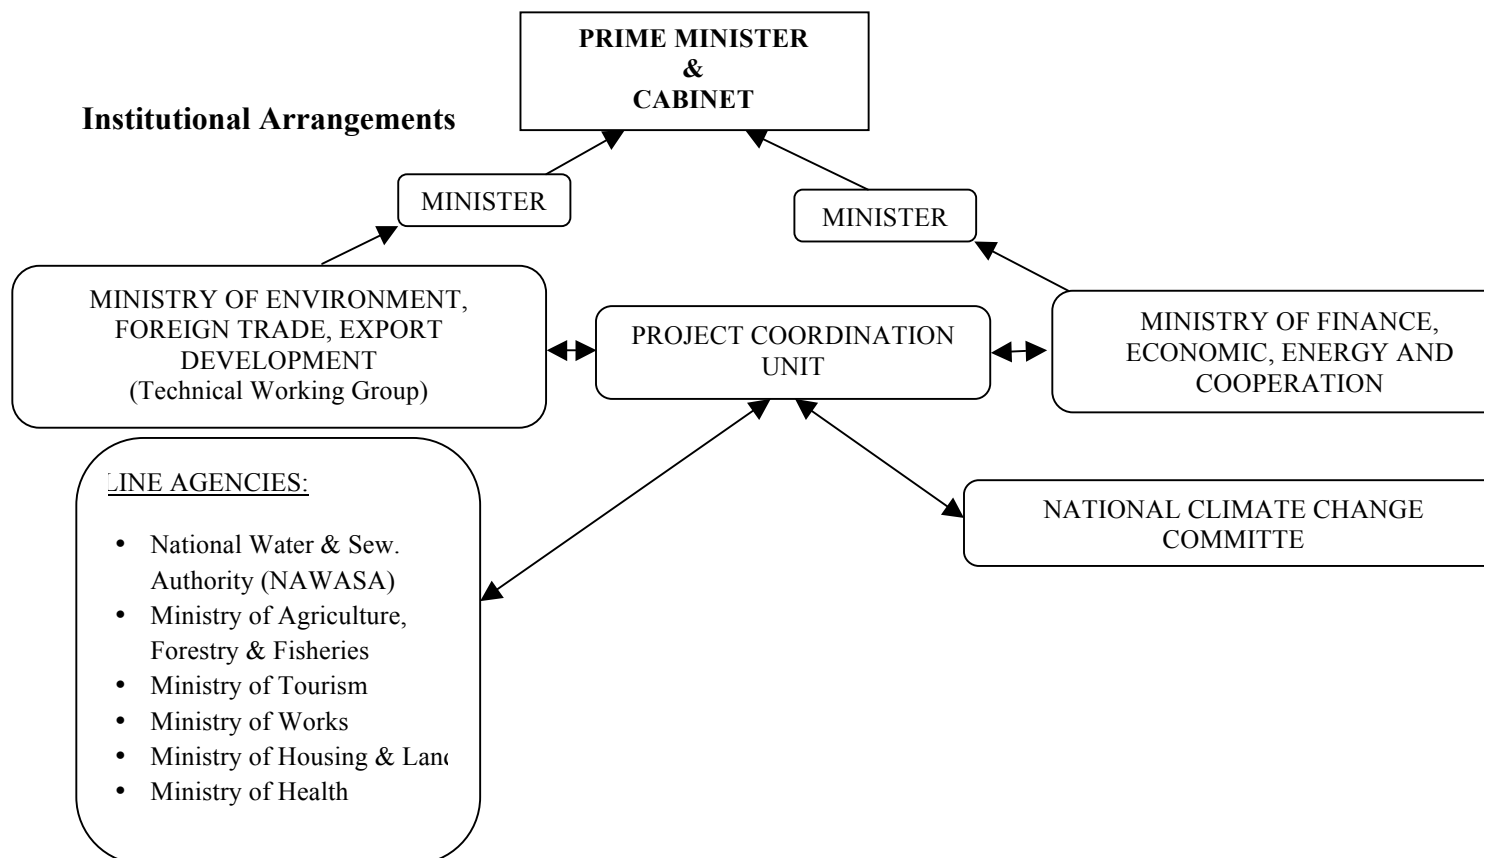 PRIME MINISTER
&
CABINET
Institutional Arrangements
MINISTER
MINISTER
MINISTRY OF ENVIRONMENT,
FOREIGN TRADE, EXPORT
DEVELOPMENT
(Technical Working Group)
PROJECT COORDINATION
UNIT
MINISTRY OF FINANCE,
ECONOMIC, ENERGY AND
COOPERATION
LINE AGENCIES:
• National Water & Sew.
Authority (NAWASA)
• Ministry of Agriculture,
Forestry & Fisheries
• Ministry of Tourism
• Ministry of Works
• Ministry of Housing & Land
• Ministry of Health
NATIONAL CLIMATE CHANGE
COMMITTE